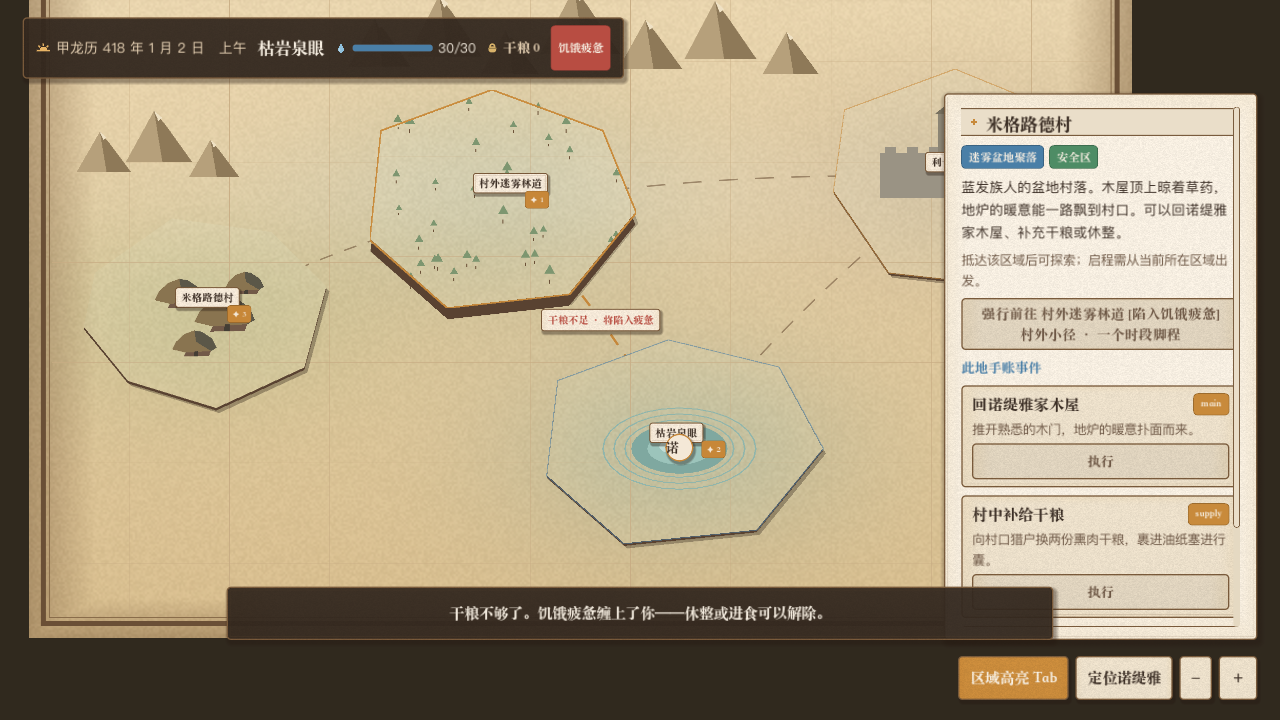 甲龙历 418 年 1 月 2 日 上午 枯岩泉眼 30/30 干粮 0 饥饿疲惫
村外迷雾林道
✦ 1
米格路德村
✦ 3
干粮不足 · 将陷入疲惫
枯岩泉眼
诺
✦ 2
利
米格路德村
迷雾盆地聚落 安全区
蓝发族人的盆地村落。木屋顶上晾着草药，
地炉的暖意能一路飘到村口。可以回诺缇雅
家木屋、补充干粮或休整。
抵达该区域后可探索；启程需从当前所在区域出
发。
强行前往 村外迷雾林道 [陷入饥饿疲惫]
村外小径 · 一个时段脚程
此地手账事件
回诺缇雅家木屋 main
推开熟悉的木门，地炉的暖意扑面而来。
执行
村中补给干粮 supply
向村口猎户换两份熏肉干粮，裹进油纸塞进行
囊。
执行
干粮不够了。饥饿疲惫缠上了你——休整或进食可以解除。
区域高亮 Tab 定位诺缇雅 − +